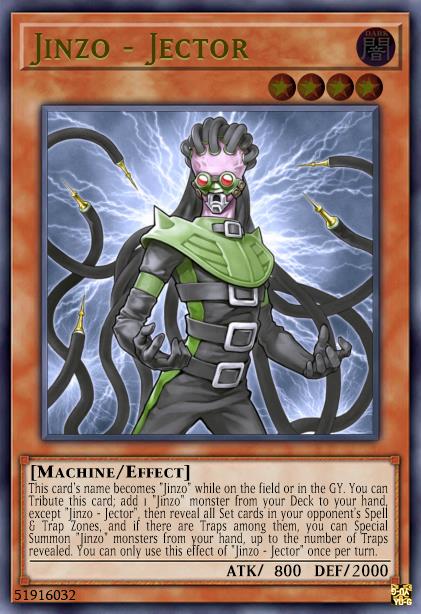 Jinzo - Jector
DARK
闇
[Machine/Effect]
This card's name becomes "Jinzo" while on the field or in the GY. You can
Tribute this card; add 1 "Jinzo" monster from your Deck to your hand,
except "Jinzo - Jector", then reveal all Set cards in your opponent's Spell
& Trap Zones, and if there are Traps among them, you can Special
Summon "Jinzo" monsters from your hand, up to the number of Traps
revealed. You can only use this effect of "Jinzo - Jector" once per turn.
ATK/ 800 DEF/2000
51916032